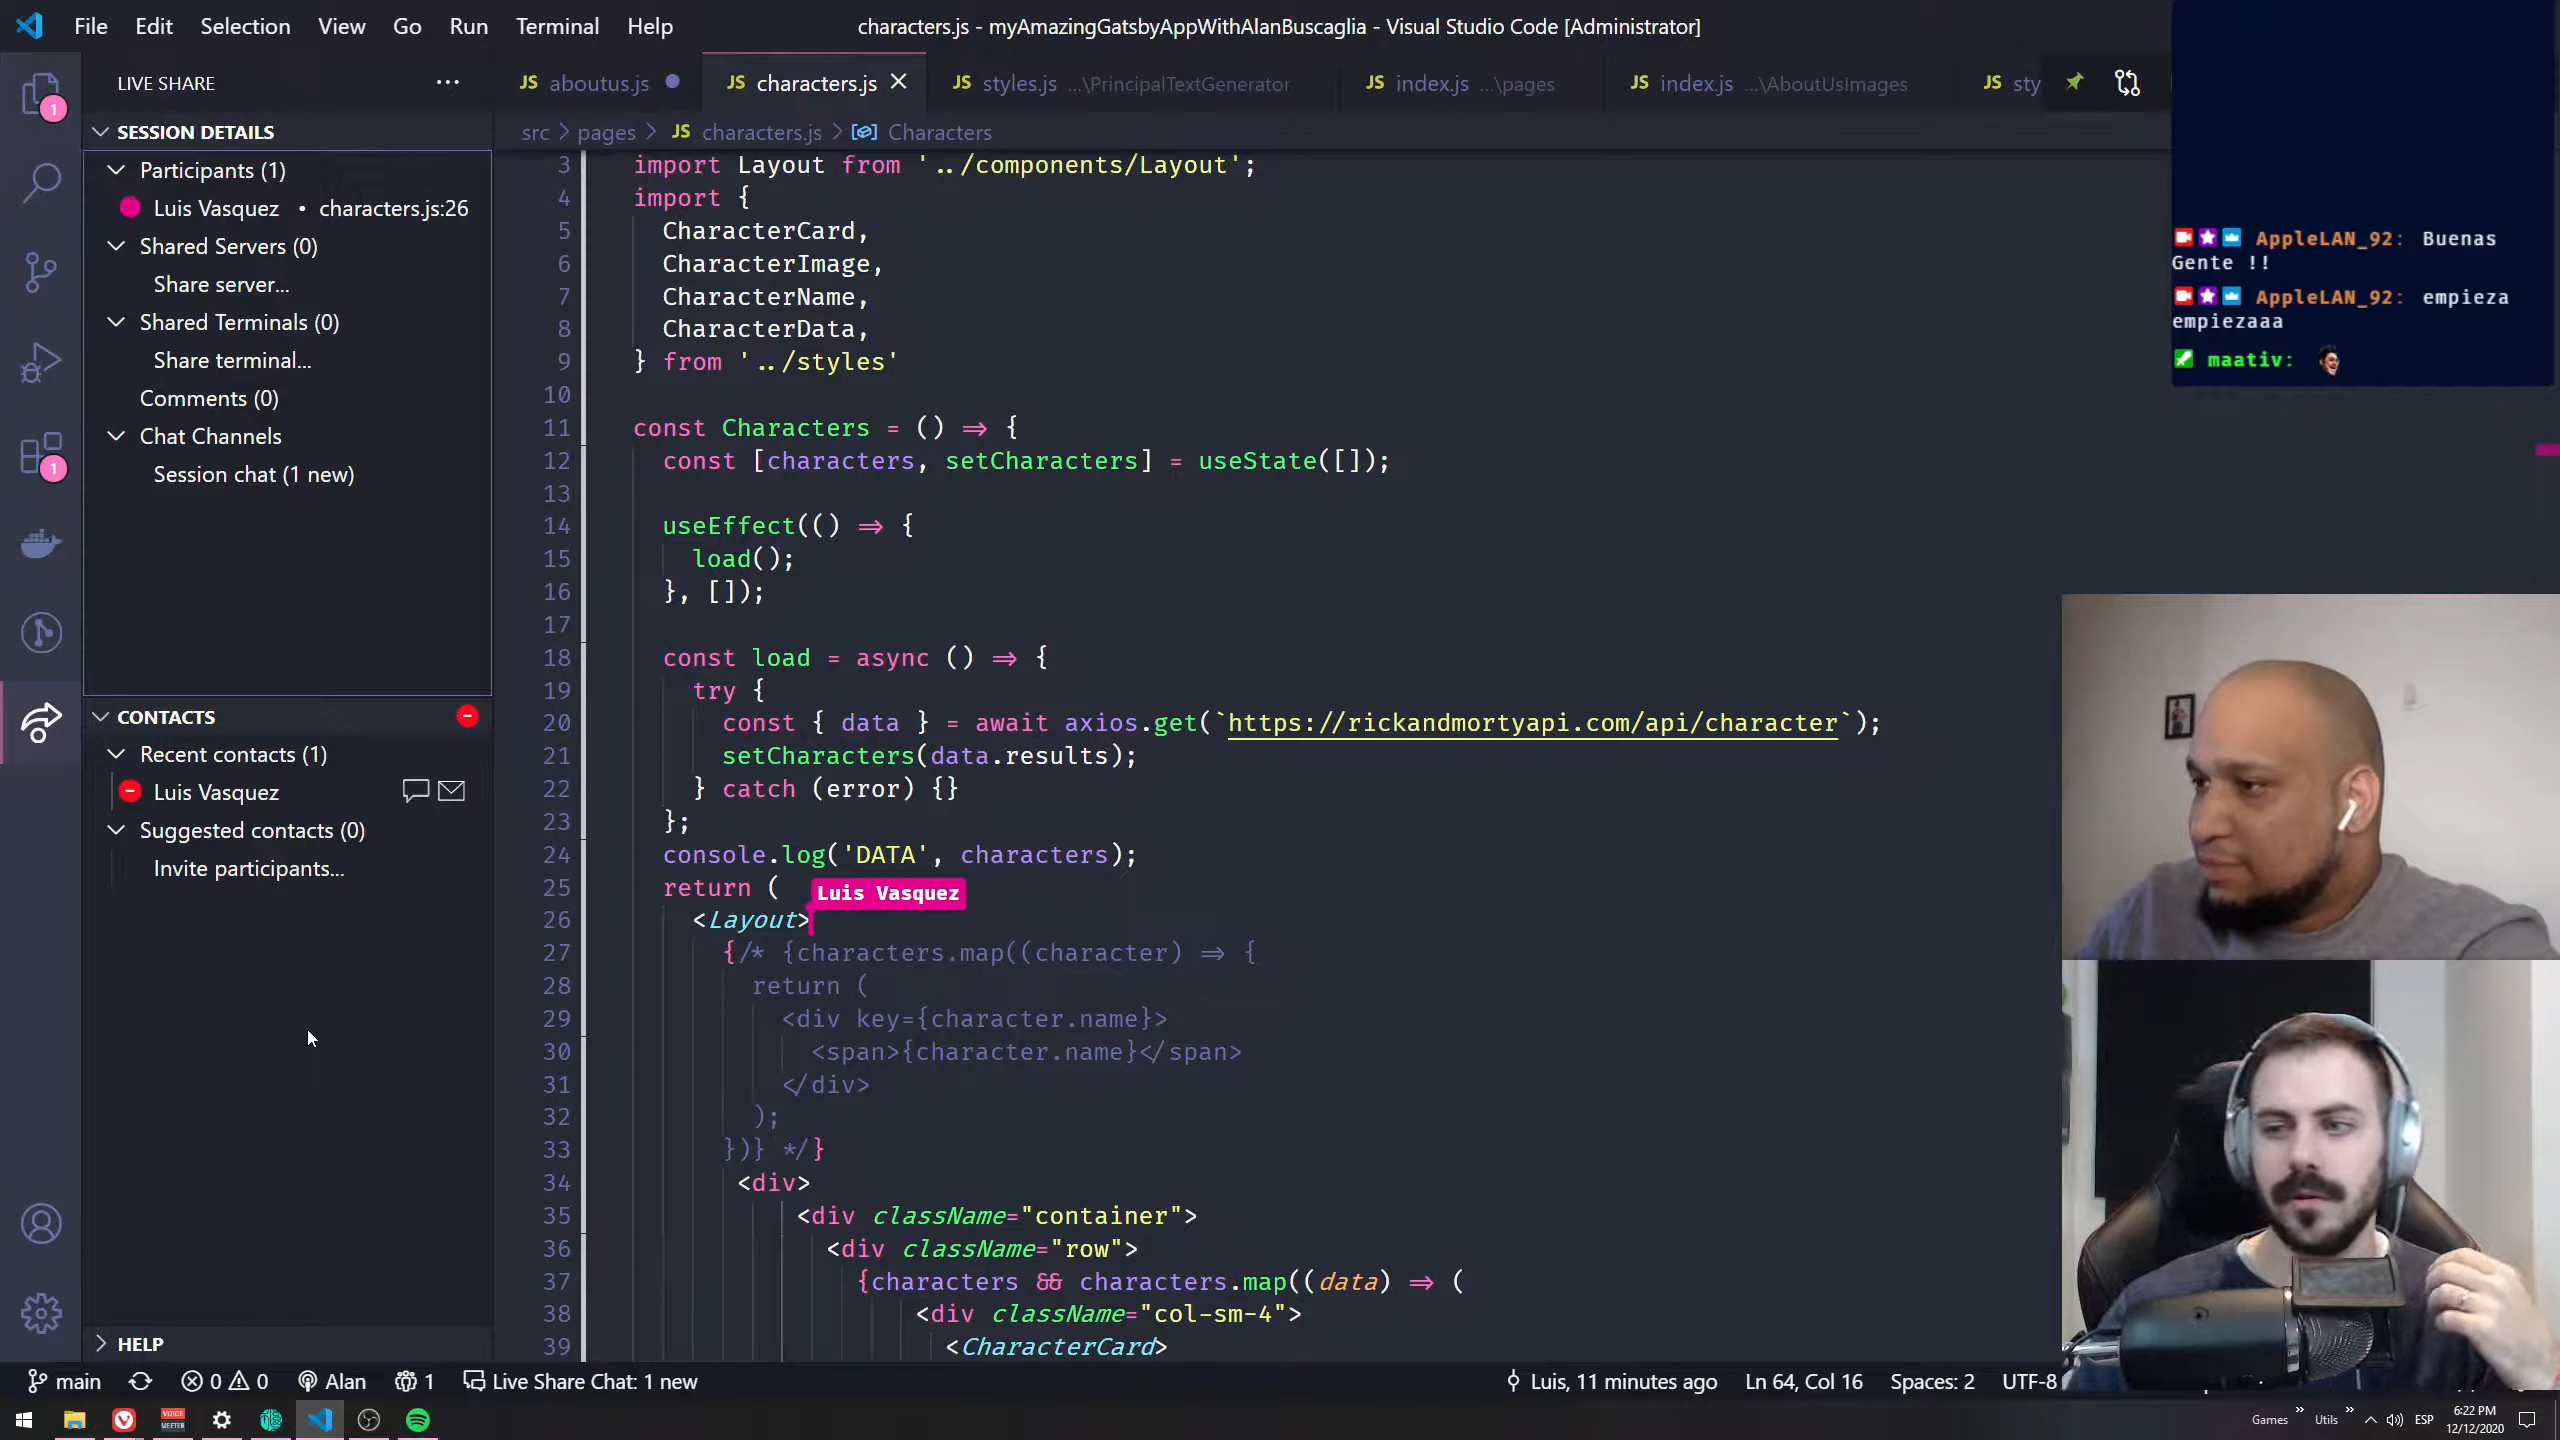 File Edit Selection View Go Run Terminal Help
characters.js - myAmazingGatsbyAppWithAlanBuscaglia - Visual Studio Code [Administrator]
LIVE SHARE ···
JS aboutus.js
JS characters.js
JS styles.js ...\PrincipalTextGenerator
JS index.js ...\pages
JS index.js ...\AboutUsImages
JS sty
1
1
SESSION DETAILS
Participants (1)
Luis Vasquez • characters.js:26
Shared Servers (0)
Share server...
Shared Terminals (0)
Share terminal...
Comments (0)
Chat Channels
Session chat (1 new)
CONTACTS
Recent contacts (1)
Luis Vasquez
Suggested contacts (0)
Invite participants...
HELP
src > pages > JS characters.js > Characters
3 import Layout from '../components/Layout';
4 import {
5 CharacterCard,
6 CharacterImage,
7 CharacterName,
8 CharacterData,
9 } from '../styles'
10
11 const Characters = () => {
12 const [characters, setCharacters] = useState([]);
13
14 useEffect(() => {
15 load();
16 }, []);
17
18 const load = async () => {
19 try {
20 const { data } = await axios.get(`https://rickandmortyapi.com/api/character`);
21 setCharacters(data.results);
22 } catch (error) {}
23 };
24 console.log('DATA', characters);
25 return (
Luis Vasquez
26 <Layout>
27 {/* {characters.map((character) => {
28 return (
29 <div key={character.name}>
30 <span>{character.name}</span>
31 </div>
32 );
33 })} */}
34 <div>
35 <div className="container">
36 <div className="row">
37 {characters && characters.map((data) => (
38 <div className="col-sm-4">
39 <CharacterCard>
AppleLAN_92: Buenas
Gente !!
AppleLAN_92: empieza
empiezaaa
maativ:
main 0 0 Alan 1 Live Share Chat: 1 new
Luis, 11 minutes ago Ln 64, Col 16 Spaces: 2 UTF-8
VOICE
MEETER
Games » Utils » ESP
6:22 PM
12/12/2020